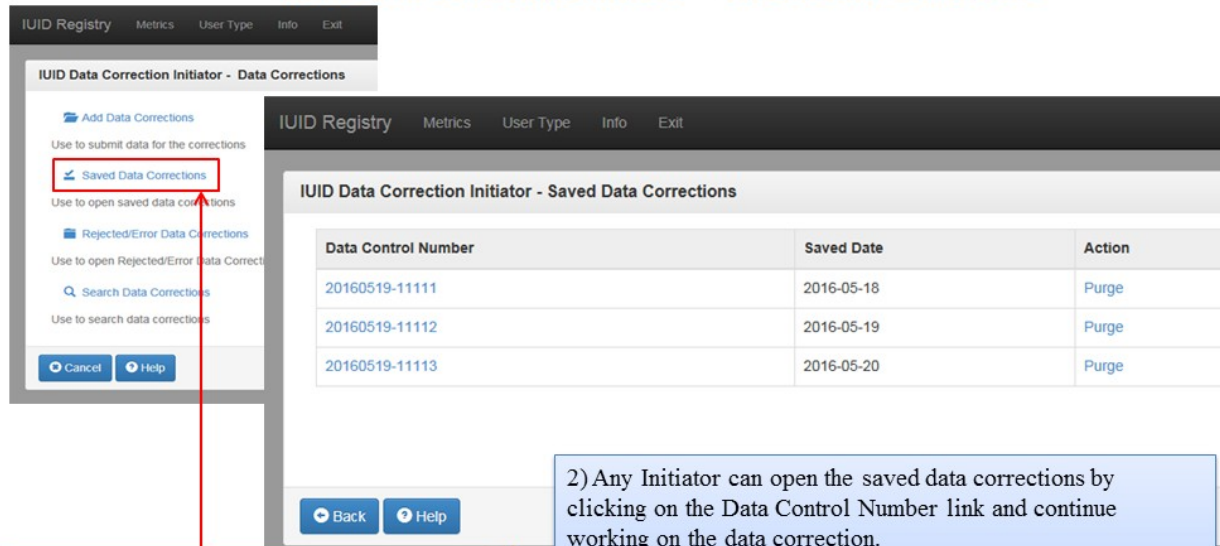 IUID Registry Metrics User Type Info Exit
IUID Data Correction Initiator - Data Corrections
Add Data Corrections
Use to submit data for the corrections
Saved Data Corrections
Use to open saved data corrections
Rejected/Error Data Corrections
Use to open Rejected/Error Data Correcti
Search Data Corrections
Use to search data corrections
Cancel Help
IUID Registry Metrics User Type Info Exit
IUID Data Correction Initiator - Saved Data Corrections
Data Control Number Saved Date Action
20160519-11111 2016-05-18 Purge
20160519-11112 2016-05-19 Purge
20160519-11113 2016-05-20 Purge
Back Help
2) Any Initiator can open the saved data corrections by
clicking on the Data Control Number link and continue
working on the data correction.